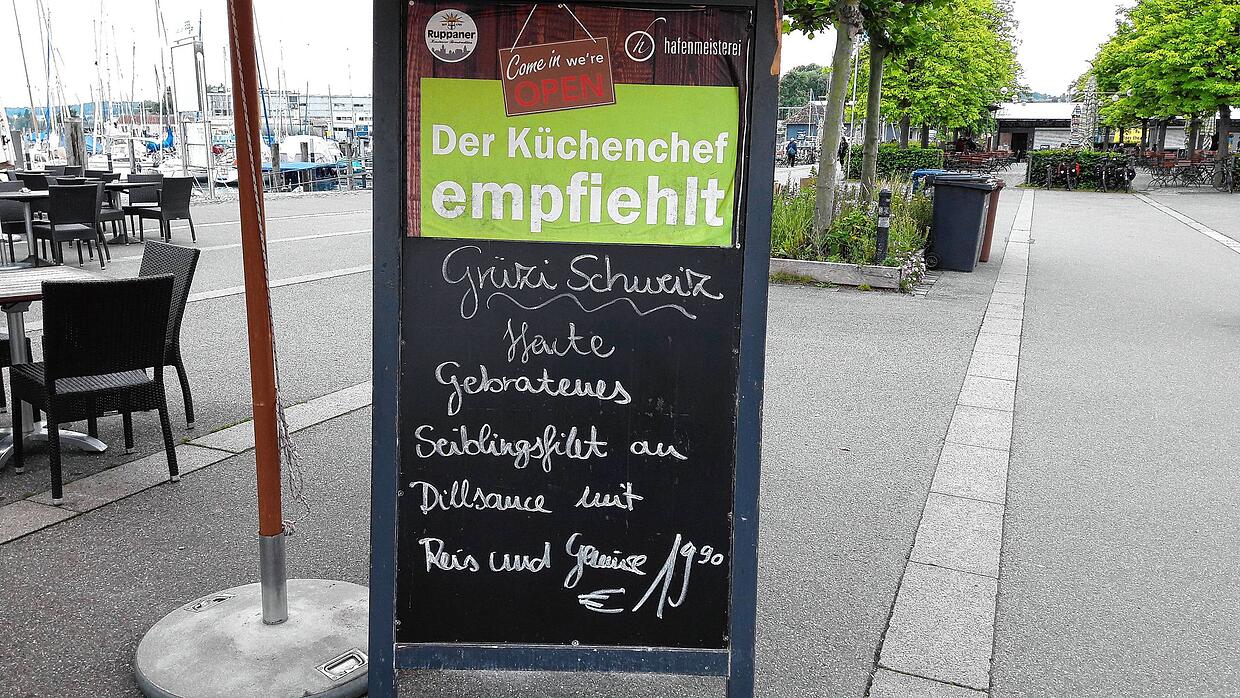 Ruppaner
Come in we're
OPEN
hafenmeisterei
Der Küchenchef
empfiehlt
Grüzi Schweiz
Heute
Gebratenes
Seiblingsfilet an
Dillsauce mit
Reis und Gemüse 19,90
€